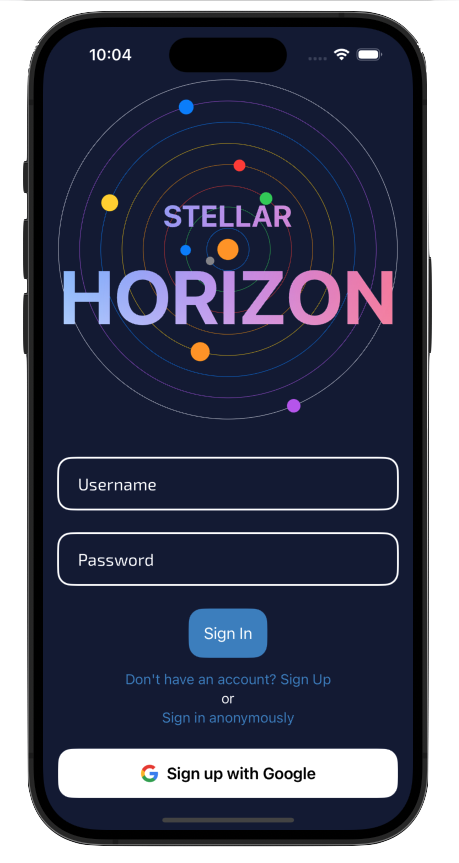 10:04
STELLAR
HORIZON
Username
Password
Sign In
Don't have an account? Sign Up
or
Sign in anonymously
Sign up with Google